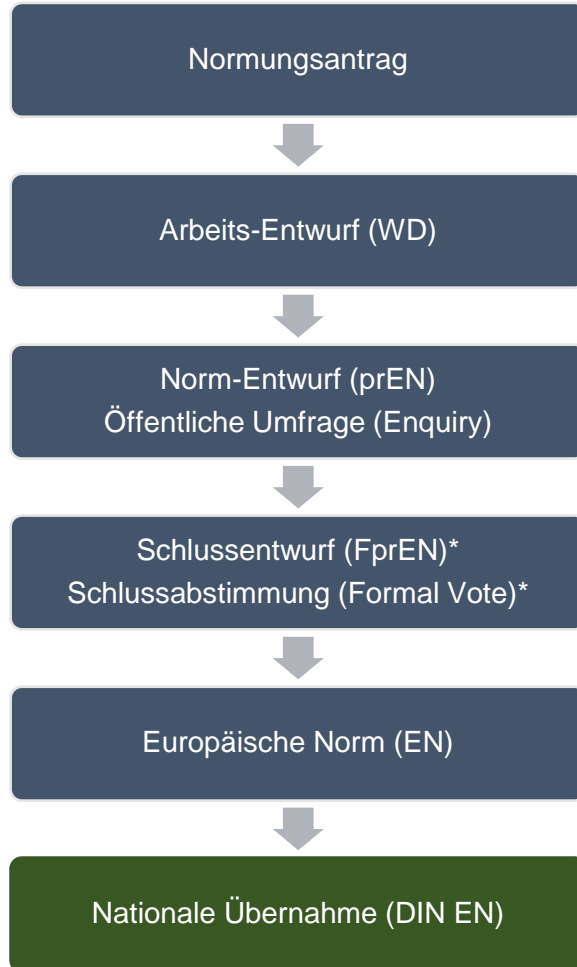 Normungsantrag
Arbeits-Entwurf (WD)
Norm-Entwurf (prEN)
Öffentliche Umfrage (Enquiry)
Schlussentwurf (FprEN)*
Schlussabstimmung (Formal Vote)*
Europäische Norm (EN)
Nationale Übernahme (DIN EN)